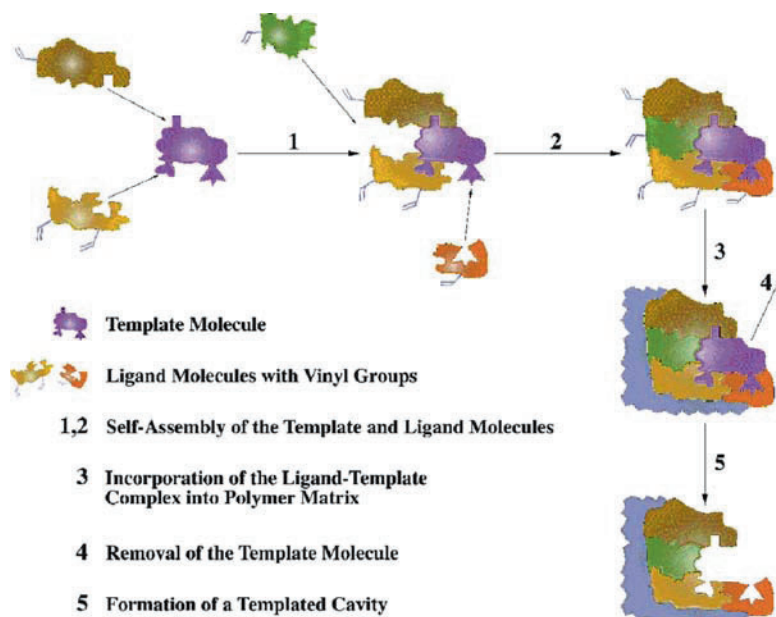 1
2
3
4
Template Molecule
Ligand Molecules with Vinyl Groups
1,2 Self-Assembly of the Template and Ligand Molecules
5
3 Incorporation of the Ligand-Template
Complex into Polymer Matrix
4 Removal of the Template Molecule
5 Formation of a Templated Cavity